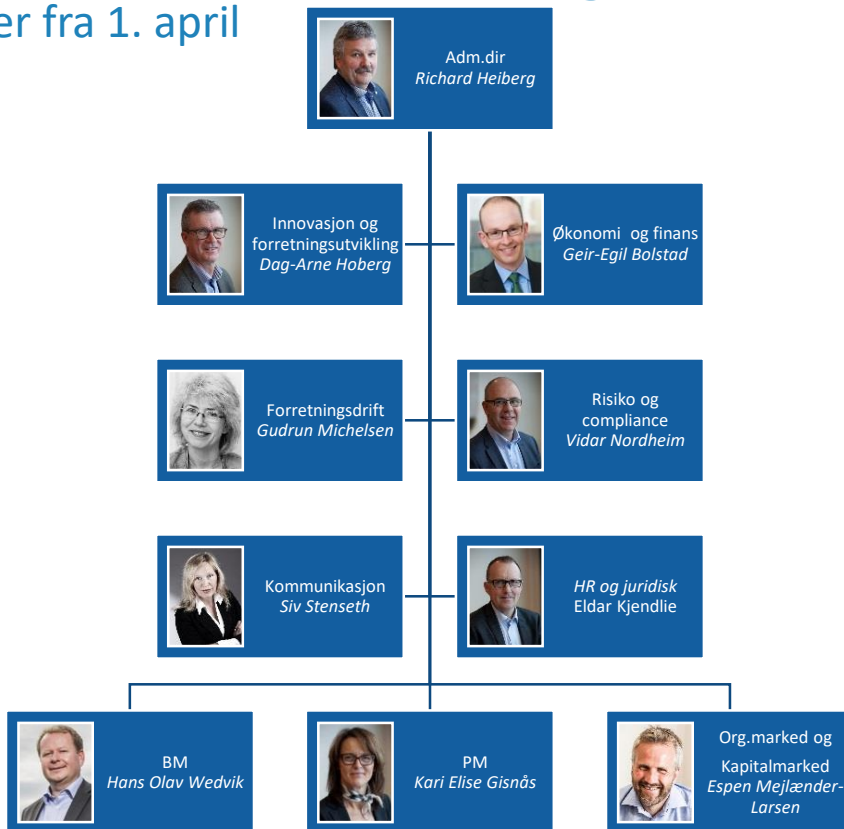 er fra 1. april
Adm.dir
Richard Heiberg
Innovasjon og
forretningsutvikling
Dag-Arne Hoberg
Økonomi og finans
Geir-Egil Bolstad
Forretningsdrift
Gudrun Michelsen
Risiko og
compliance
Vidar Nordheim
Kommunikasjon
Siv Stenseth
HR og juridisk
Eldar Kjendlie
BM
Hans Olav Wedvik
PM
Kari Elise Gisnås
Org.marked og
Kapitalmarked
Espen Mejlænder-
Larsen